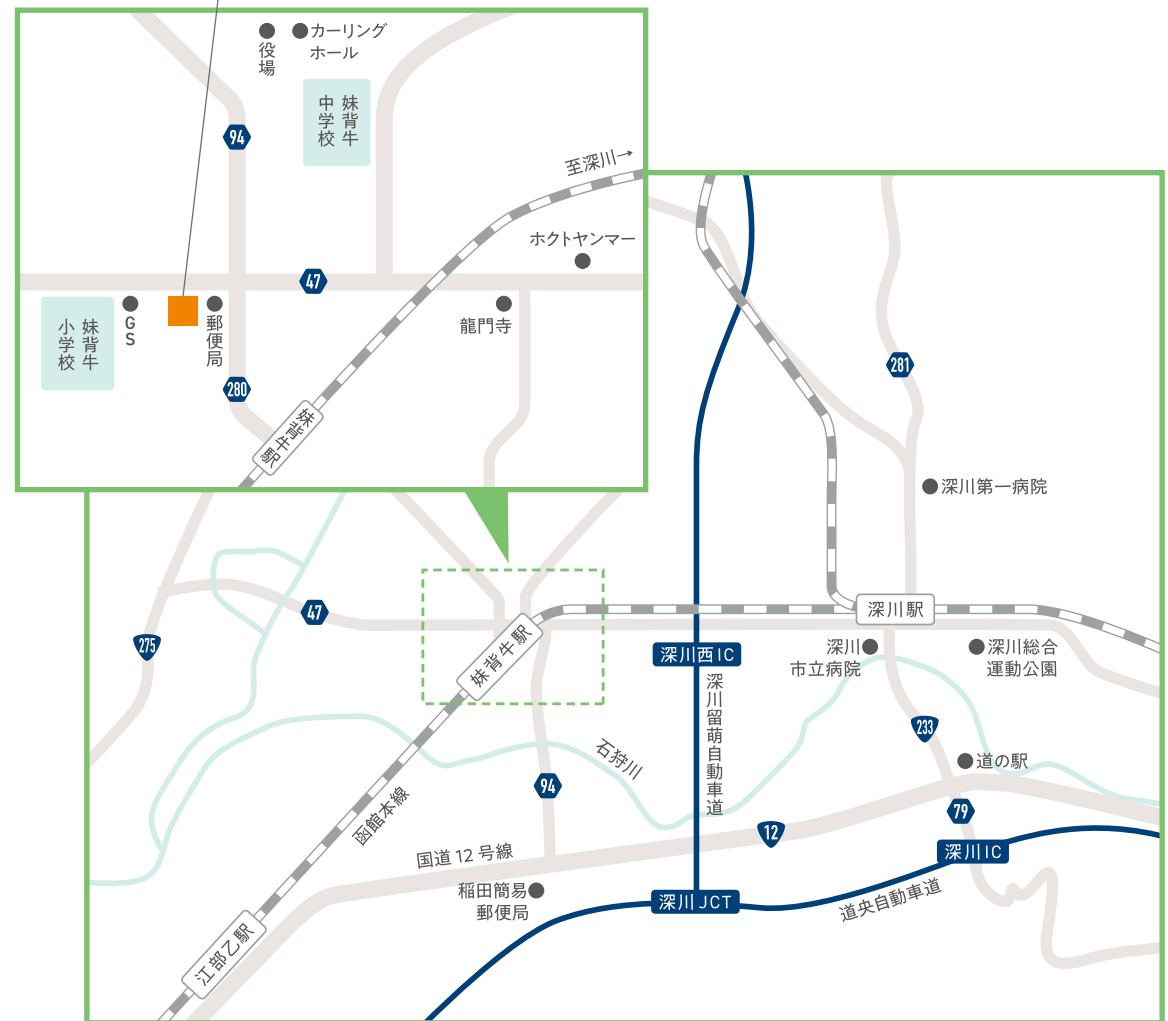 役場
カーリング
ホール
妹背牛
中学校
94
至深川→
ホクトヤンマー
47
妹背牛
小学校
GS
郵便局
龍門寺
280
妹背牛駅
281
深川第一病院
47
275
妹背牛駅
深川駅
深川西IC
深川
市立病院
深川総合
運動公園
深川留萌自動車道
石狩川
233
道の駅
94
79
函館本線
12
国道12号線
深川IC
稲田簡易
郵便局
深川JCT
道央自動車道
江部乙駅